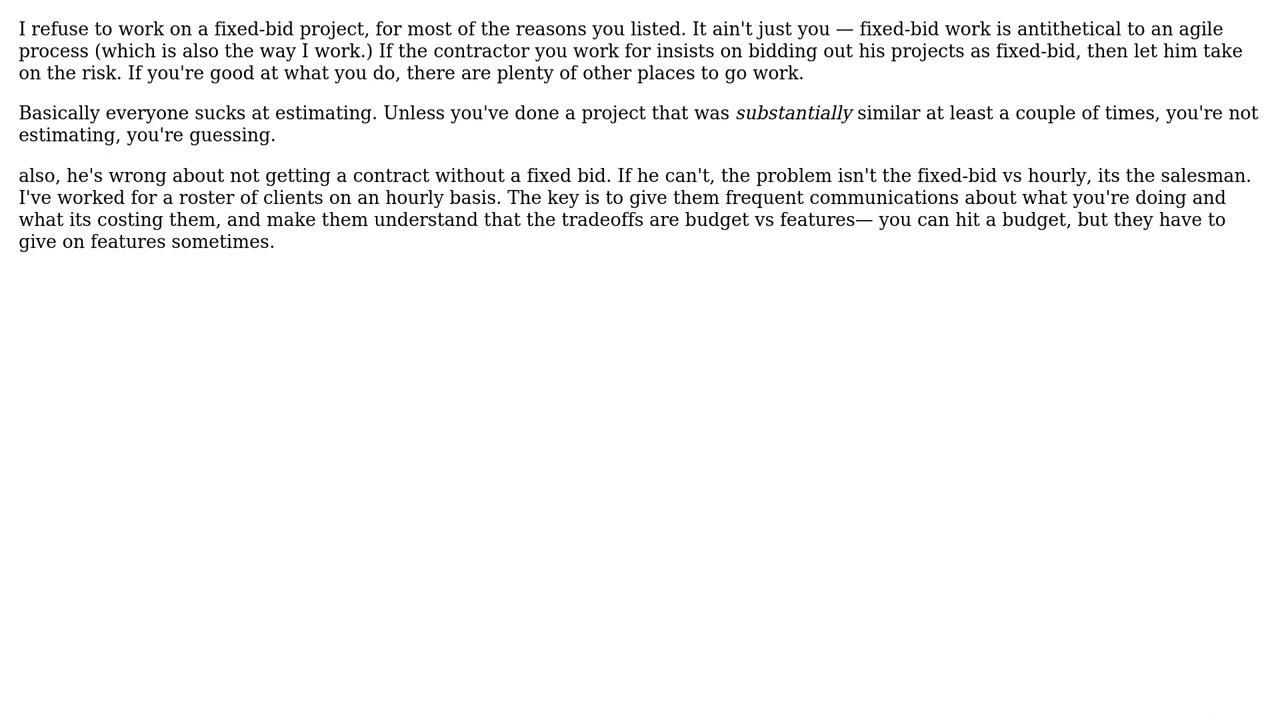 I refuse to work on a fixed-bid project, for most of the reasons you listed. It ain't just you — fixed-bid work is antithetical to an agile
process (which is also the way I work.) If the contractor you work for insists on bidding out his projects as fixed-bid, then let him take
on the risk. If you're good at what you do, there are plenty of other places to go work.
Basically everyone sucks at estimating. Unless you've done a project that was substantially similar at least a couple of times, you're not
estimating, you're guessing.
also, he's wrong about not getting a contract without a fixed bid. If he can't, the problem isn't the fixed-bid vs hourly, its the salesman.
I've worked for a roster of clients on an hourly basis. The key is to give them frequent communications about what you're doing and
what its costing them, and make them understand that the tradeoffs are budget vs features— you can hit a budget, but they have to
give on features sometimes.